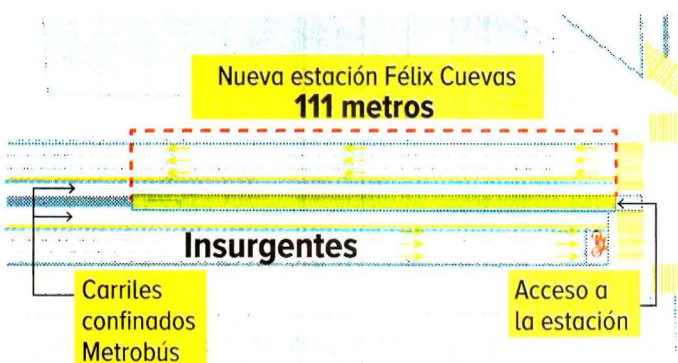 Nueva estación Félix Cuevas
111 metros
Insurgentes
Carriles
confinados
Metrobús
Acceso a
la estación